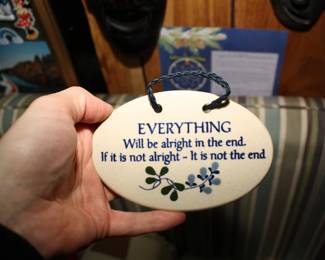 EVERYTHING
Will be alright in the end.
If it is not alright - It is not the end